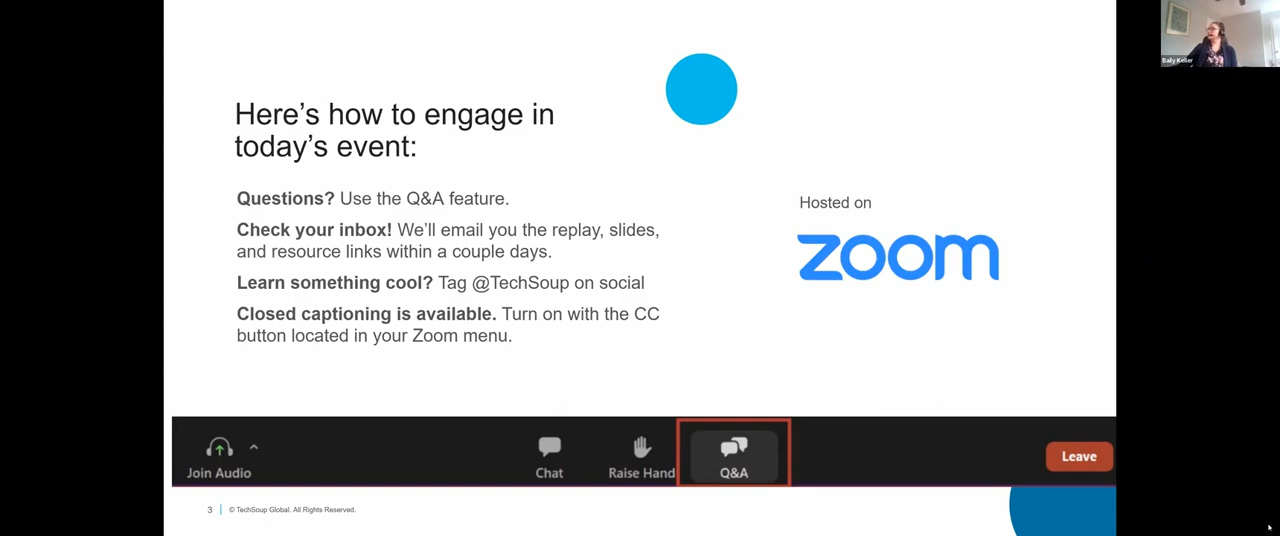 Bally Keller
Here’s how to engage in
today’s event:
Questions? Use the Q&A feature.
Check your inbox! We’ll email you the replay, slides,
and resource links within a couple days.
Learn something cool? Tag @TechSoup on social
Closed captioning is available. Turn on with the CC
button located in your Zoom menu.
Hosted on
zoom
Join Audio
Chat
Raise Hand
Q&A
Leave
3
© TechSoup Global. All Rights Reserved.